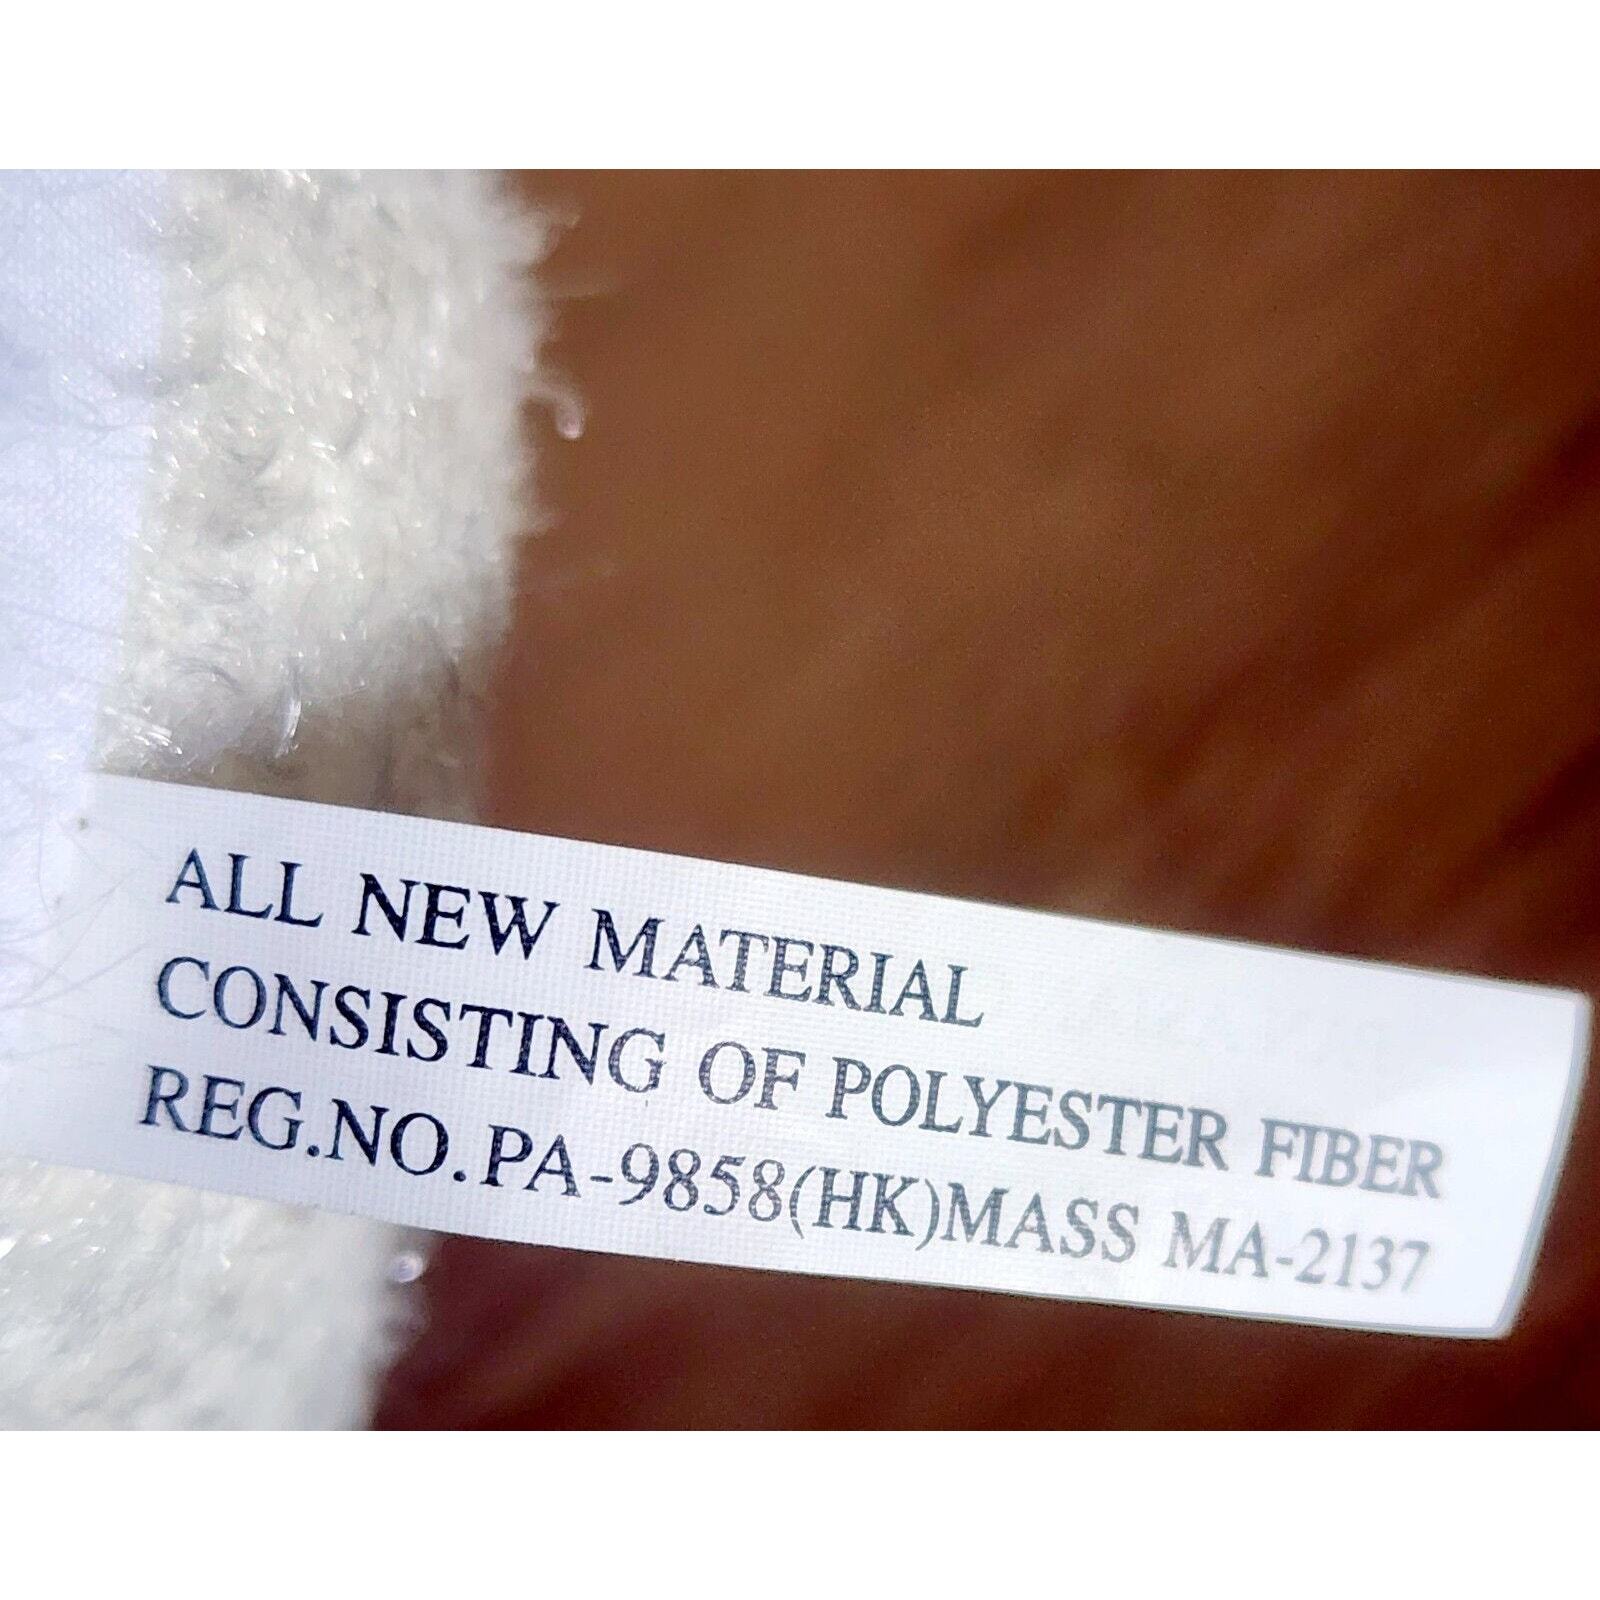 ALL NEW MATERIAL
CONSISTING OF POLYESTER FIBER
REG.NO.PA-9858(HK)MASS MA-2137